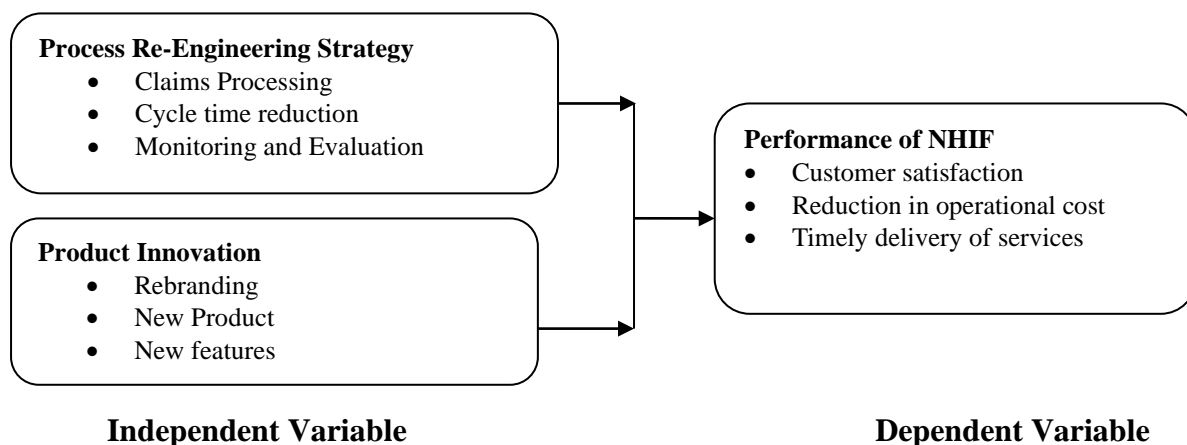 Process Re-Engineering Strategy
• Claims Processing
• Cycle time reduction
• Monitoring and Evaluation
Product Innovation
• Rebranding
• New Product
• New features
Performance of NHIF
• Customer satisfaction
• Reduction in operational cost
• Timely delivery of services
Independent Variable
Dependent Variable